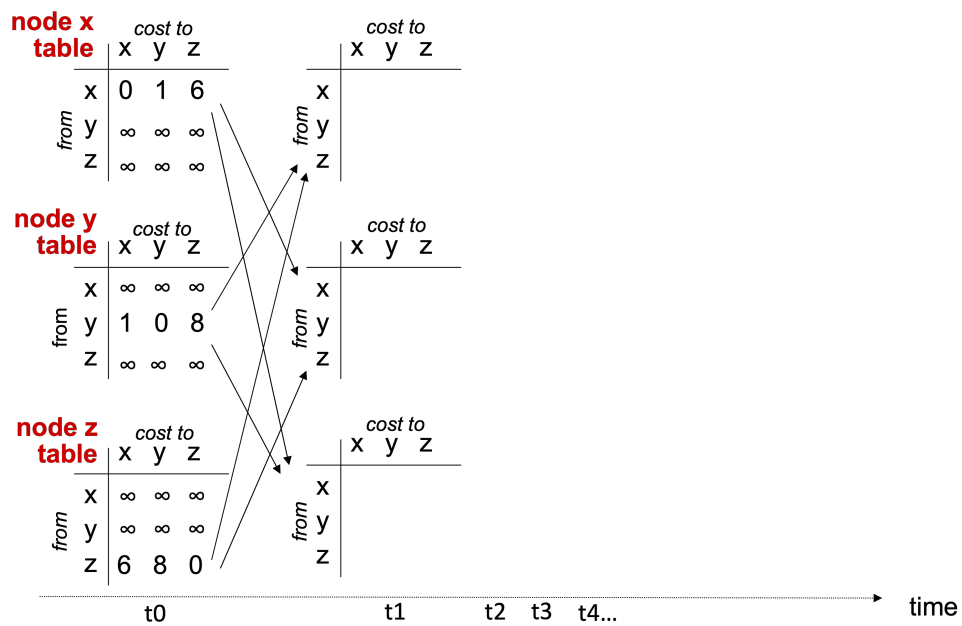 node x table
cost to
x y z
from
x 0 1 6
y ∞ ∞ ∞
z ∞ ∞ ∞
cost to
x y z
from
x
y
z
node y table
cost to
x y z
from
x ∞ ∞ ∞
y 1 0 8
z ∞ ∞ ∞
cost to
x y z
from
x
y
z
node z table
cost to
x y z
from
x ∞ ∞ ∞
y ∞ ∞ ∞
z 6 8 0
cost to
x y z
from
x
y
z
t0 t1 t2 t3 t4... time